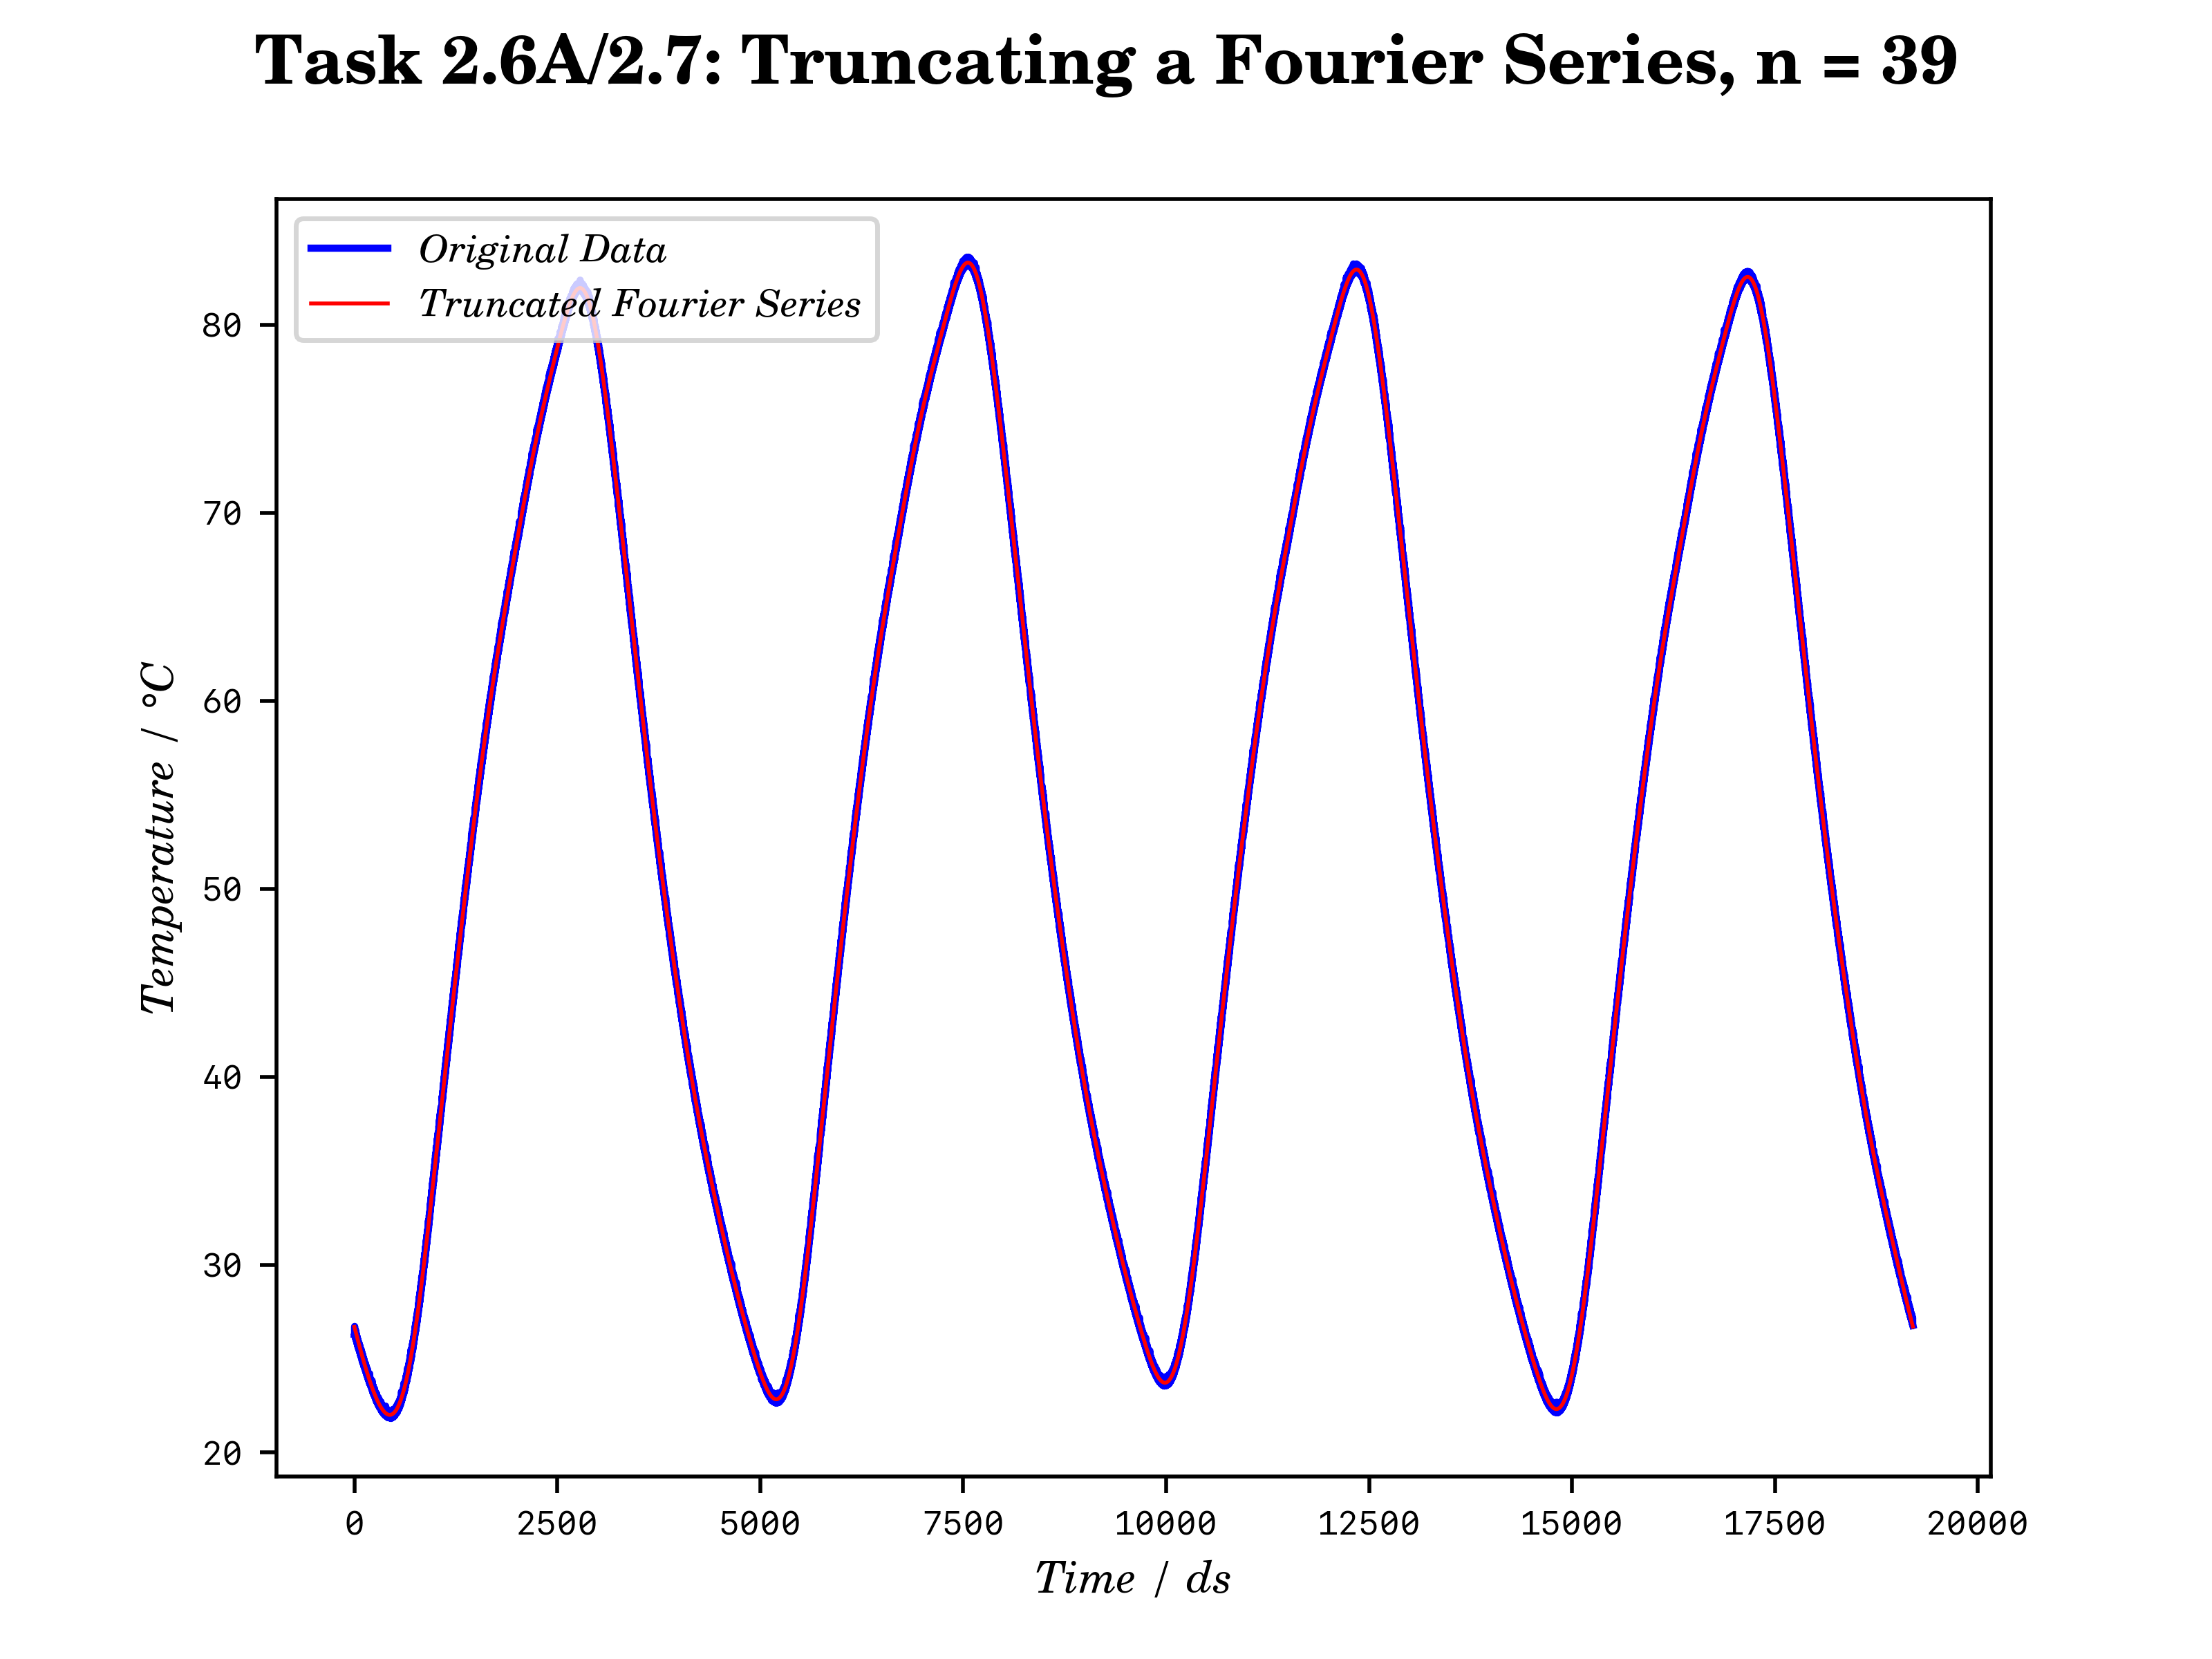 Task 2.6A/2.7: Truncating a Fourier Series, n = 39
Original Data
Truncated Fourier Series
80
70
60
50
40
30
20
Temperature / °C
0 2500 5000 7500 10000 12500 15000 17500 20000
Time / ds